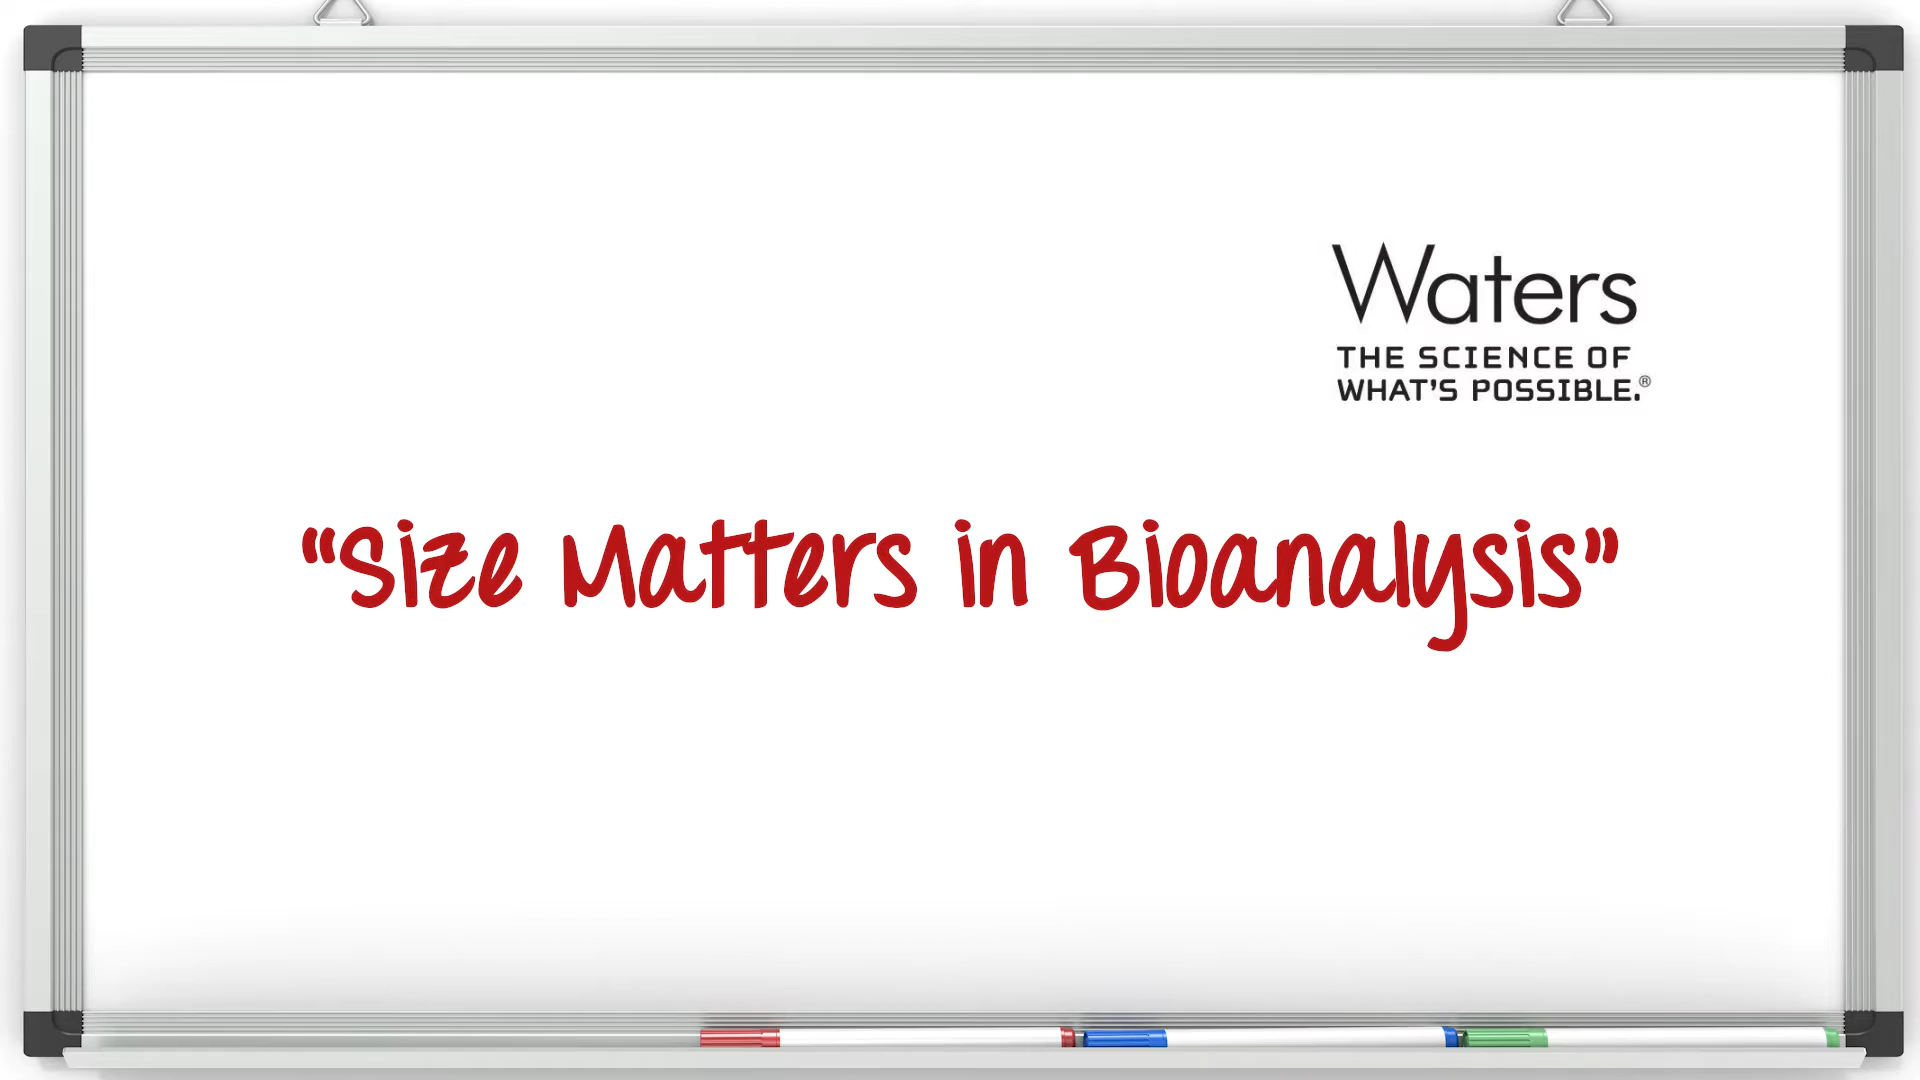 Waters
THE SCIENCE OF
WHAT'S POSSIBLE.®
“Size Matters in Bioanalysis”